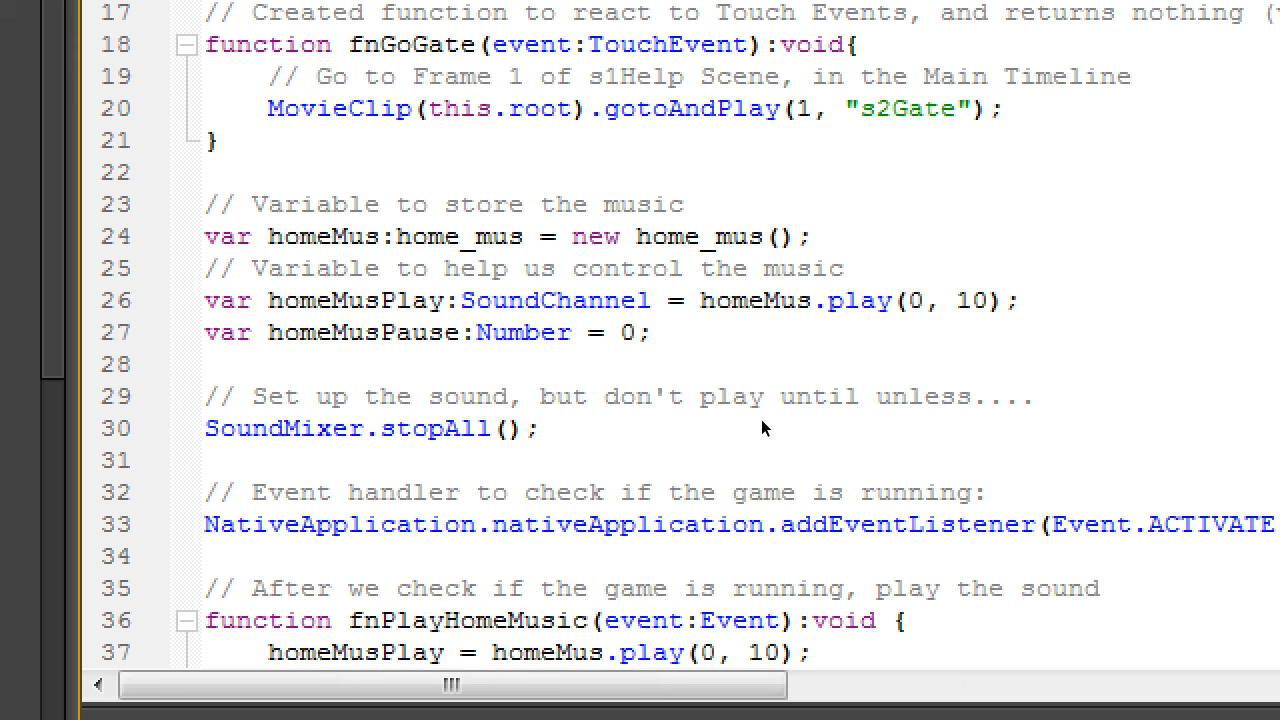 17 // Created function to react to Touch Events, and returns nothing (
18 function fnGoGate(event:TouchEvent):void{
19 // Go to Frame 1 of s1Help Scene, in the Main Timeline
20 MovieClip(this.root).gotoAndPlay(1, "s2Gate");
21 }
22
23 // Variable to store the music
24 var homeMus:home_mus = new home_mus();
25 // Variable to help us control the music
26 var homeMusPlay:SoundChannel = homeMus.play(0, 10);
27 var homeMusPause:Number = 0;
28
29 // Set up the sound, but don't play until unless....
30 SoundMixer.stopAll();
31
32 // Event handler to check if the game is running:
33 NativeApplication.nativeApplication.addEventListener(Event.ACTIVATE
34
35 // After we check if the game is running, play the sound
36 function fnPlayHomeMusic(event:Event):void {
37 homeMusPlay = homeMus.play(0, 10);